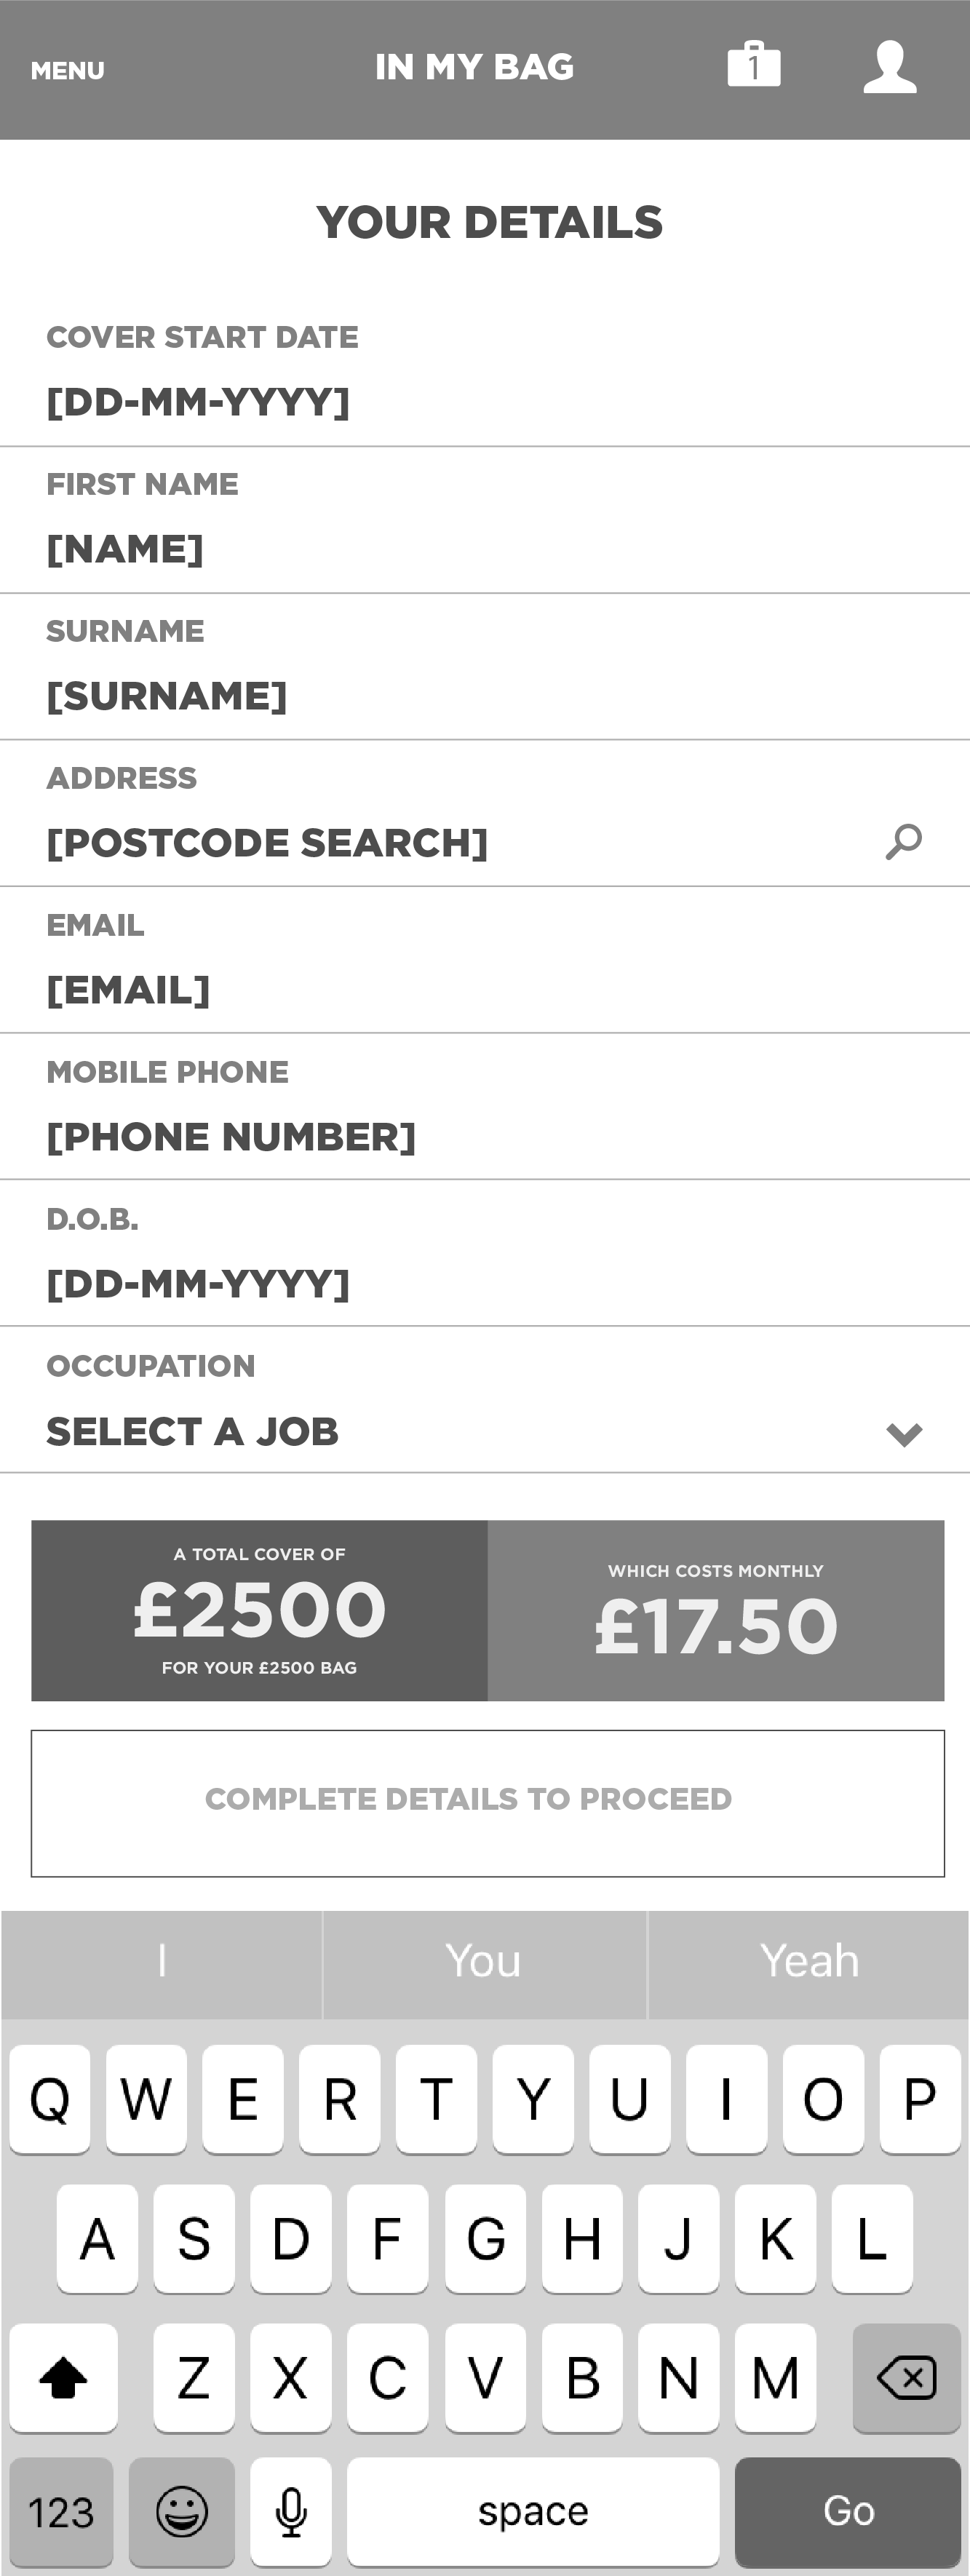 MENU
IN MY BAG
1
YOUR DETAILS
COVER START DATE
[DD-MM-YYYY]
FIRST NAME
[NAME]
SURNAME
[SURNAME]
ADDRESS
[POSTCODE SEARCH]
EMAIL
[EMAIL]
MOBILE PHONE
[PHONE NUMBER]
D.O.B.
[DD-MM-YYYY]
OCCUPATION
SELECT A JOB
A TOTAL COVER OF
£2500
FOR YOUR £2500 BAG
WHICH COSTS MONTHLY
£17.50
COMPLETE DETAILS TO PROCEED
I You Yeah
Q W E R T Y U I O P
A S D F G H J K L
Z X C V B N M
123 space Go